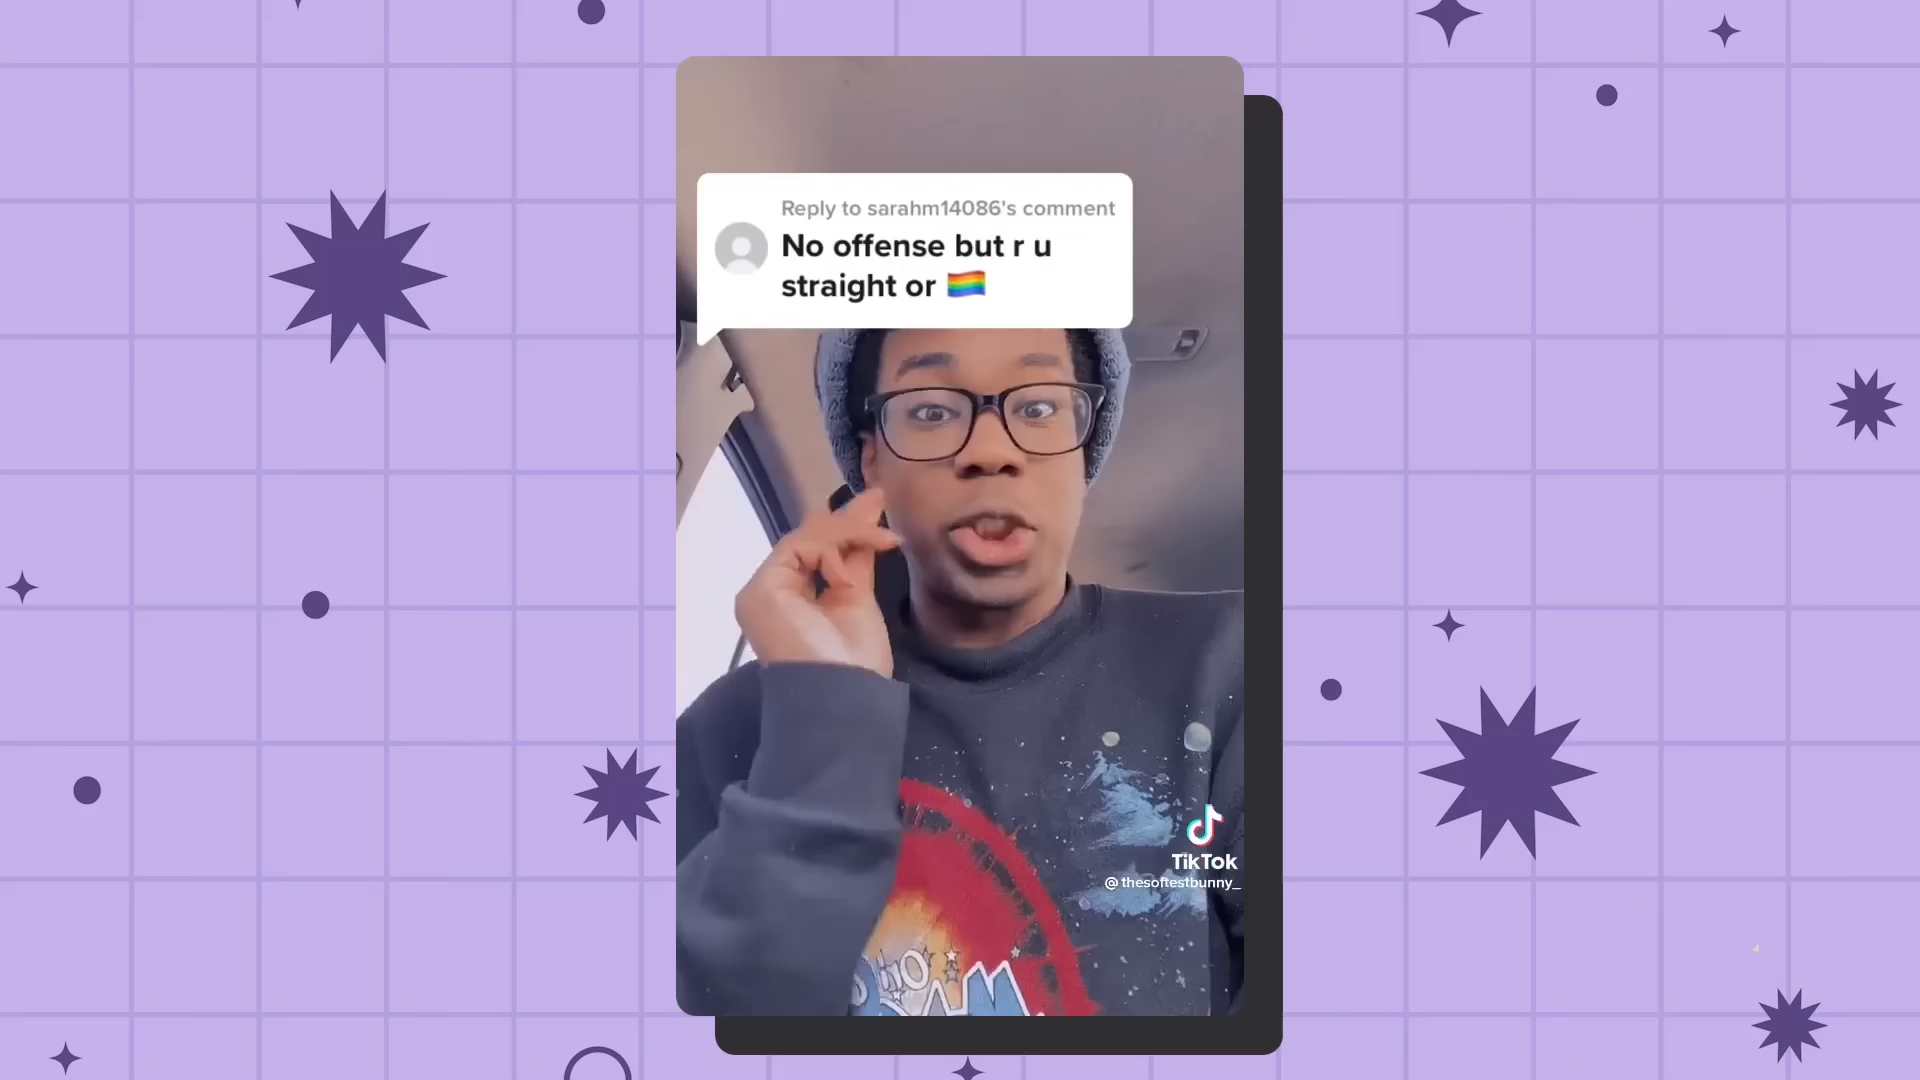 Reply to sarahm14086's comment
No offense but r u
straight or 🏳️‍🌈
TikTok
@thesoftestbunny_